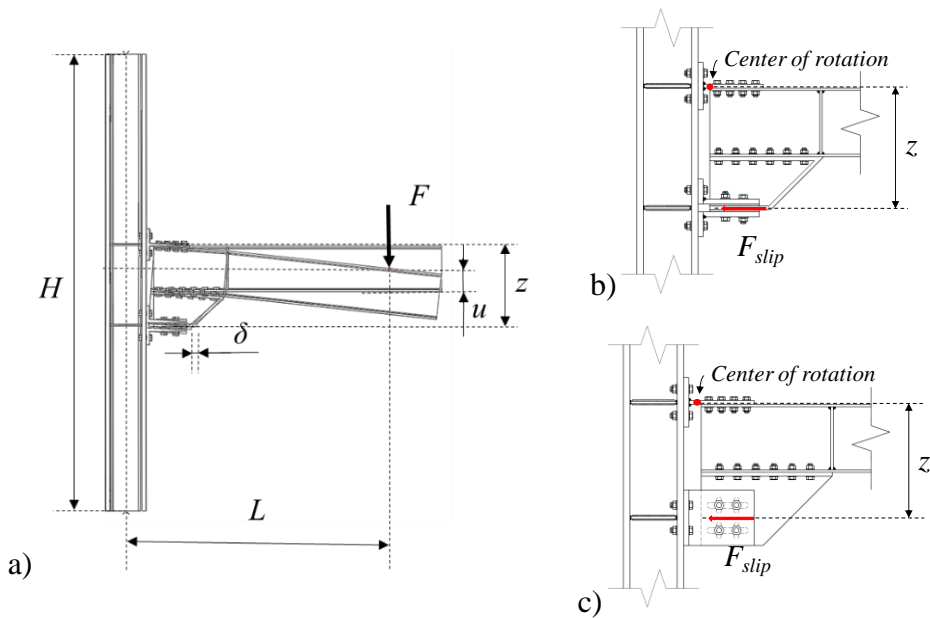 F
H
z
u
δ
L
a)
Center of rotation
z
F_slip
b)
Center of rotation
z
F_slip
c)